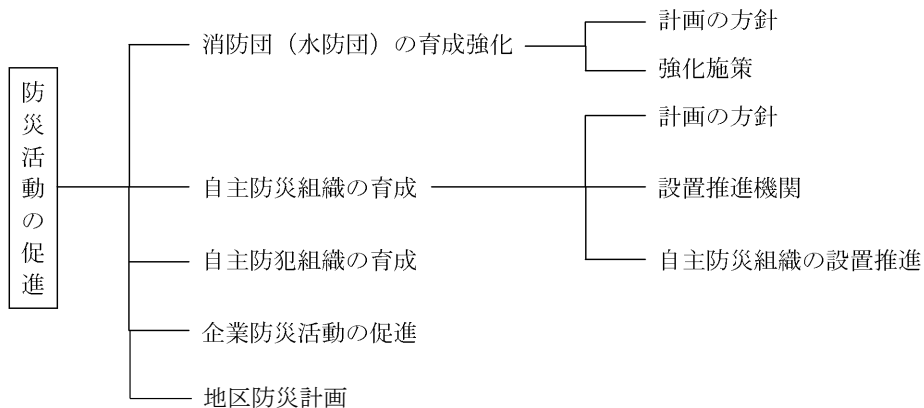 防災活動の促進
消防団（水防団）の育成強化
計画の方針
強化施策
自主防災組織の育成
計画の方針
設置推進機関
自主防災組織の設置推進
自主防犯組織の育成
企業防災活動の促進
地区防災計画